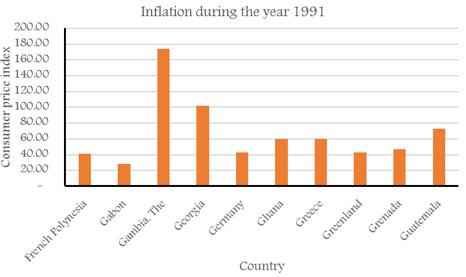 Inflation during the year 1991
Consumer price index
200.00
180.00
160.00
140.00
120.00
100.00
80.00
60.00
40.00
20.00
-
French Polynesia
Gabon
Gambia, The
Georgia
Germany
Ghana
Greece
Greenland
Grenada
Guatemala
Country